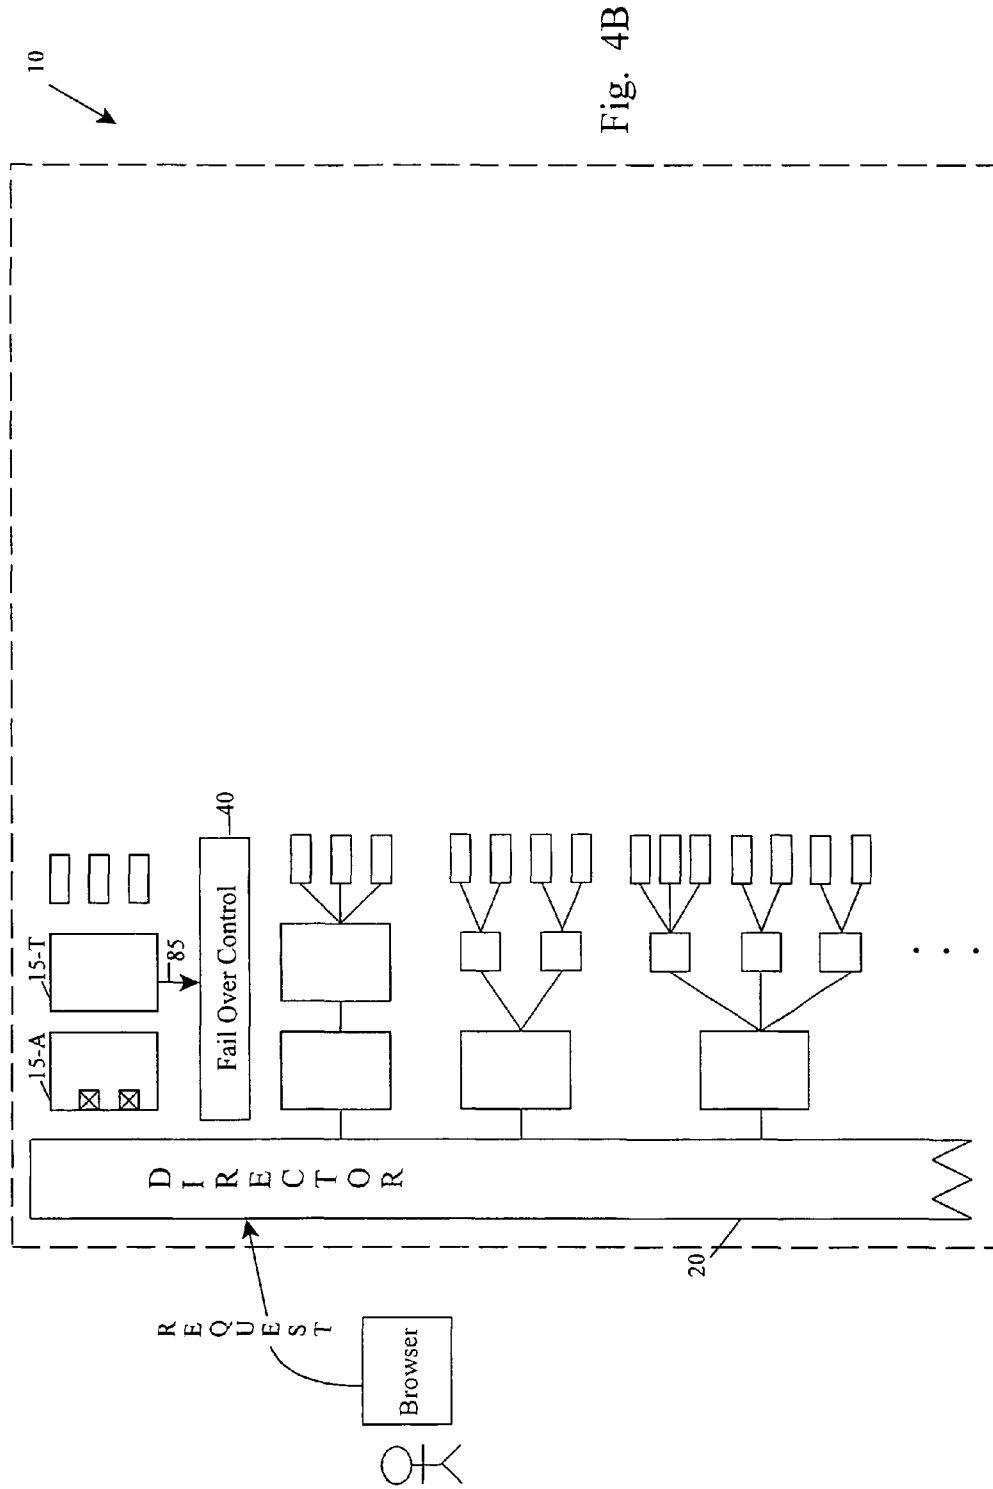 10
15-A
15-T
85
Fail Over Control
40
DIRECTOR
REQUEST
Browser
20
Fig. 4B